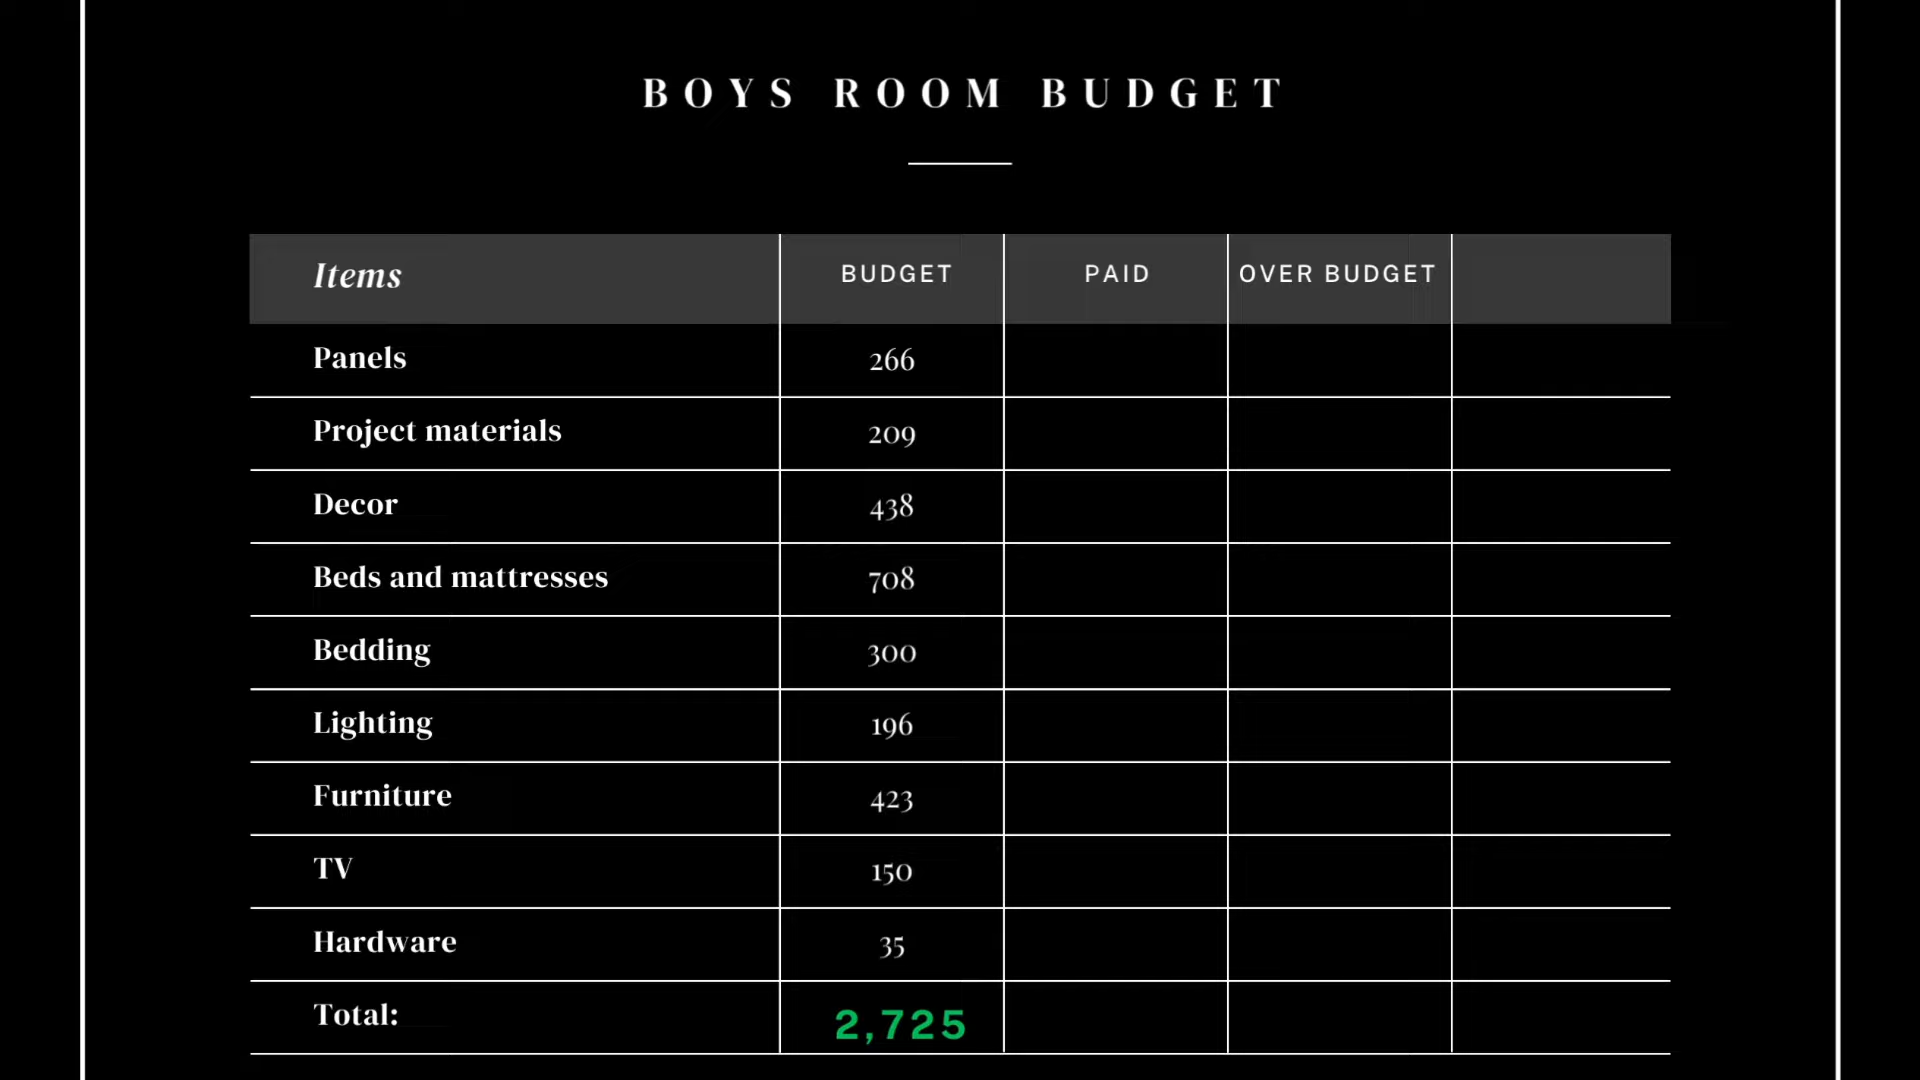 BOYS ROOM BUDGET
Items BUDGET PAID OVER BUDGET
Panels 266
Project materials 209
Decor 438
Beds and mattresses 708
Bedding 300
Lighting 196
Furniture 423
TV 150
Hardware 35
Total: 2,725